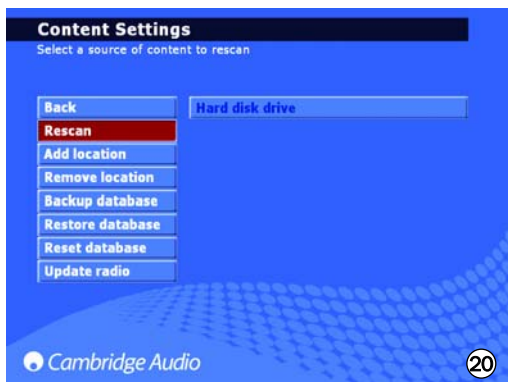 Content Settings
Select a source of content to rescan
Back
Hard disk drive
Rescan
Add location
Remove location
Backup database
Restore database
Reset database
Update radio
Cambridge Audio
20